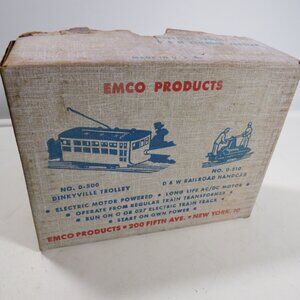 MADE IN U.S.A.
EMCO PRODUCTS
NO. D-500
DINKYVILLE TROLLEY
NO. D-510
D & W RAILROAD HANDCAR
• ELECTRIC MOTOR POWERED • LONG LIFE AC/DC MOTOR
• OPERATE FROM REGULAR TRAIN TRANSFORMER •
• RUN ON O OR 027 ELECTRIC TRAIN TRACK •
• START ON OWN POWER •
EMCO PRODUCTS • 200 FIFTH AVE. • NEW YORK, 10